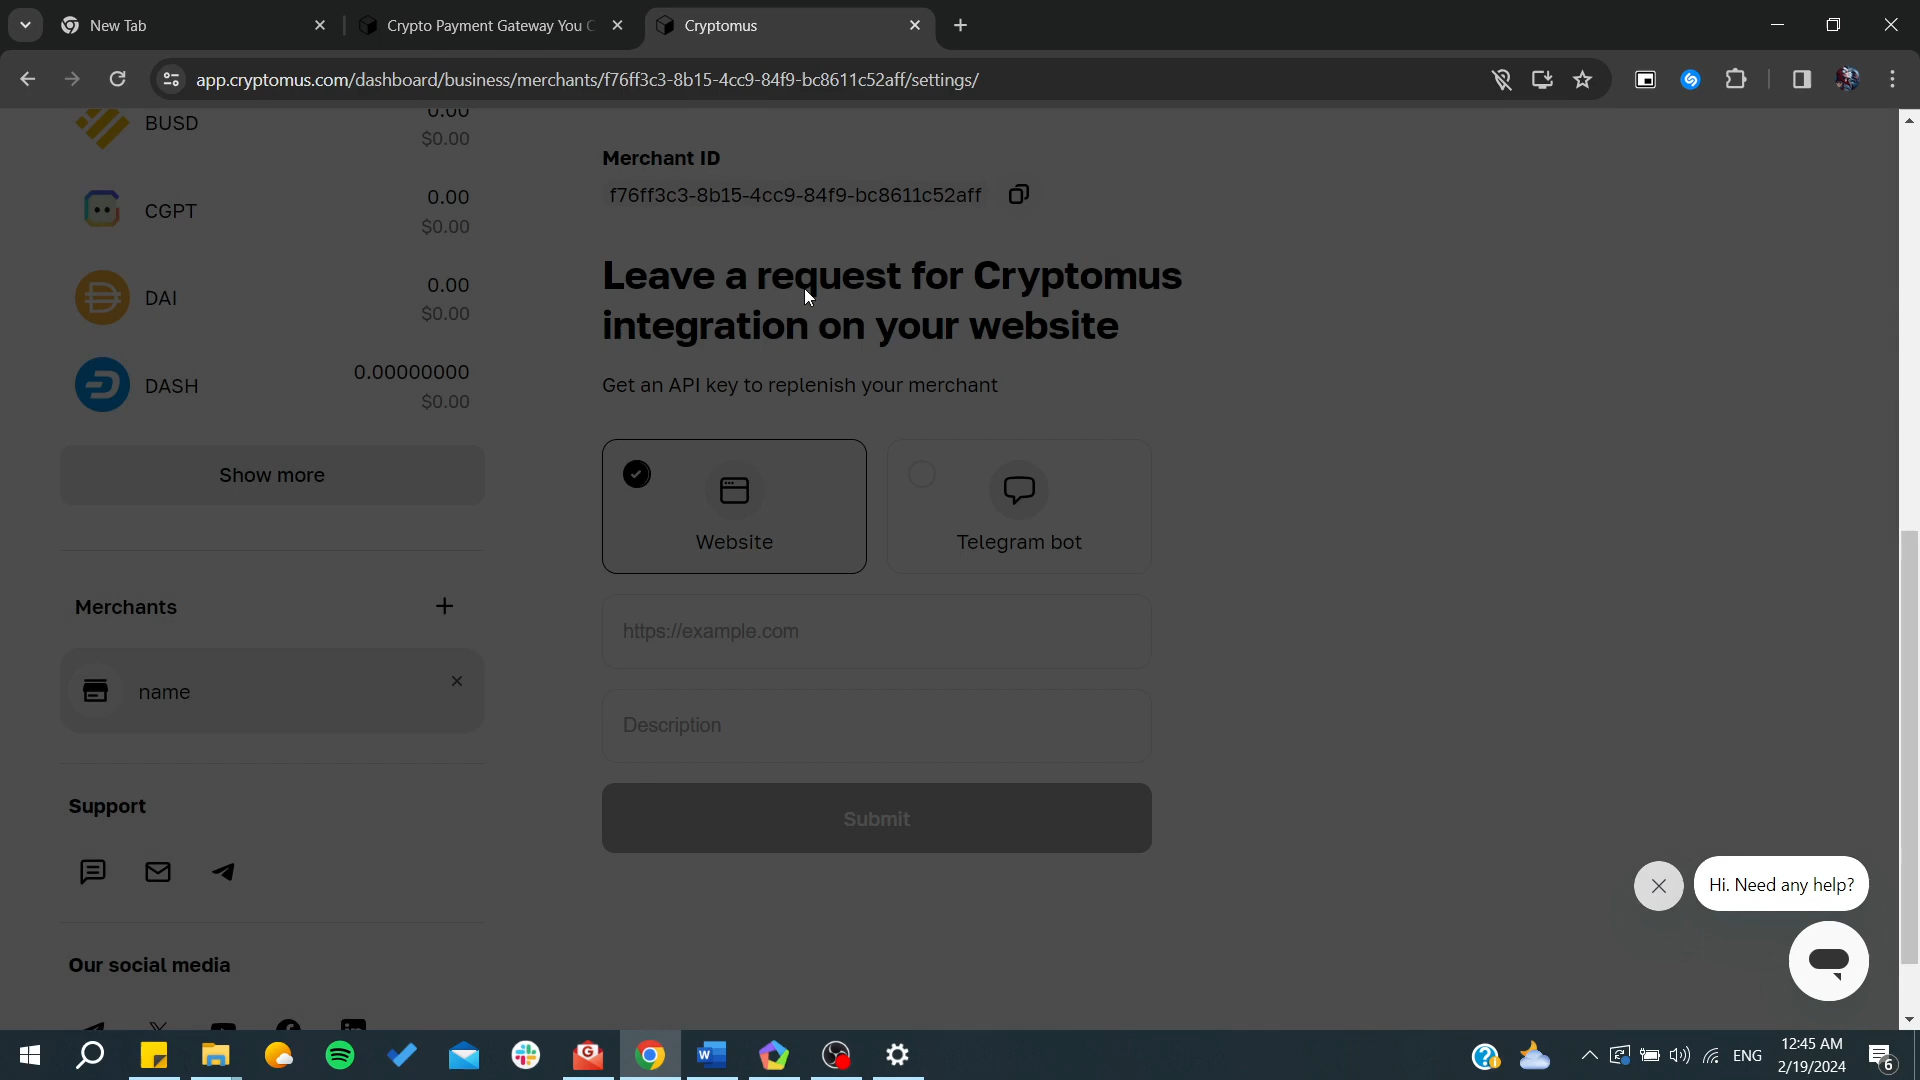 New Tab
Crypto Payment Gateway You C
Cryptomus
app.cryptomus.com/dashboard/business/merchants/f76ff3c3-8b15-4cc9-84f9-bc8611c52aff/settings/
BUSD
0.00
$0.00
CGPT
0.00
$0.00
DAI
0.00
$0.00
DASH
0.00000000
$0.00
Show more
Merchants
name
Support
Our social media
Merchant ID
f76ff3c3-8b15-4cc9-84f9-bc8611c52aff
Leave a request for Cryptomus
integration on your website
Get an API key to replenish your merchant
Website
Telegram bot
https://example.com
Description
Submit
Hi. Need any help?
ENG
12:45 AM
2/19/2024
6